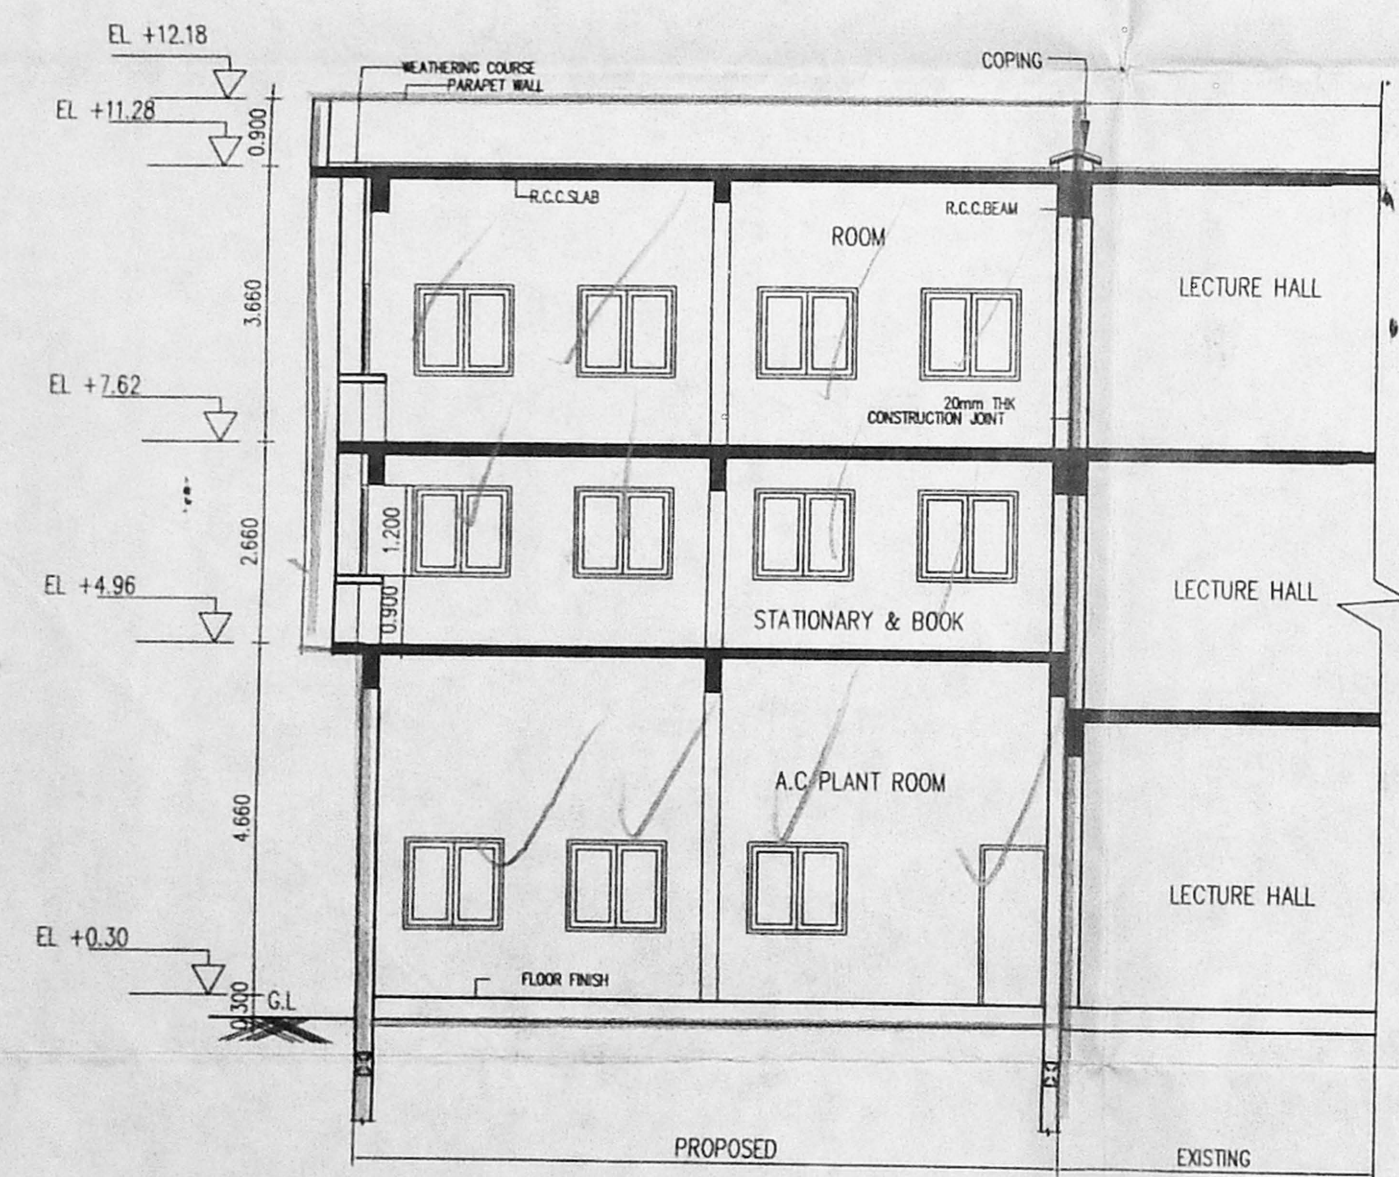 EL +12.18
COPING
WEATHERING COURSE
PARAPET WALL
EL +11.28
0.900
R.C.C.SLAB
R.C.C.BEAM
ROOM
LECTURE HALL
3.660
EL +7.62
20mm THK
CONSTRUCTION JOINT
1.200
2.660
EL +4.96
0.900
STATIONARY & BOOK
LECTURE HALL
A.C PLANT ROOM
4.660
LECTURE HALL
EL +0.30
FLOOR FINISH
0.300
G.L
PROPOSED
EXISTING